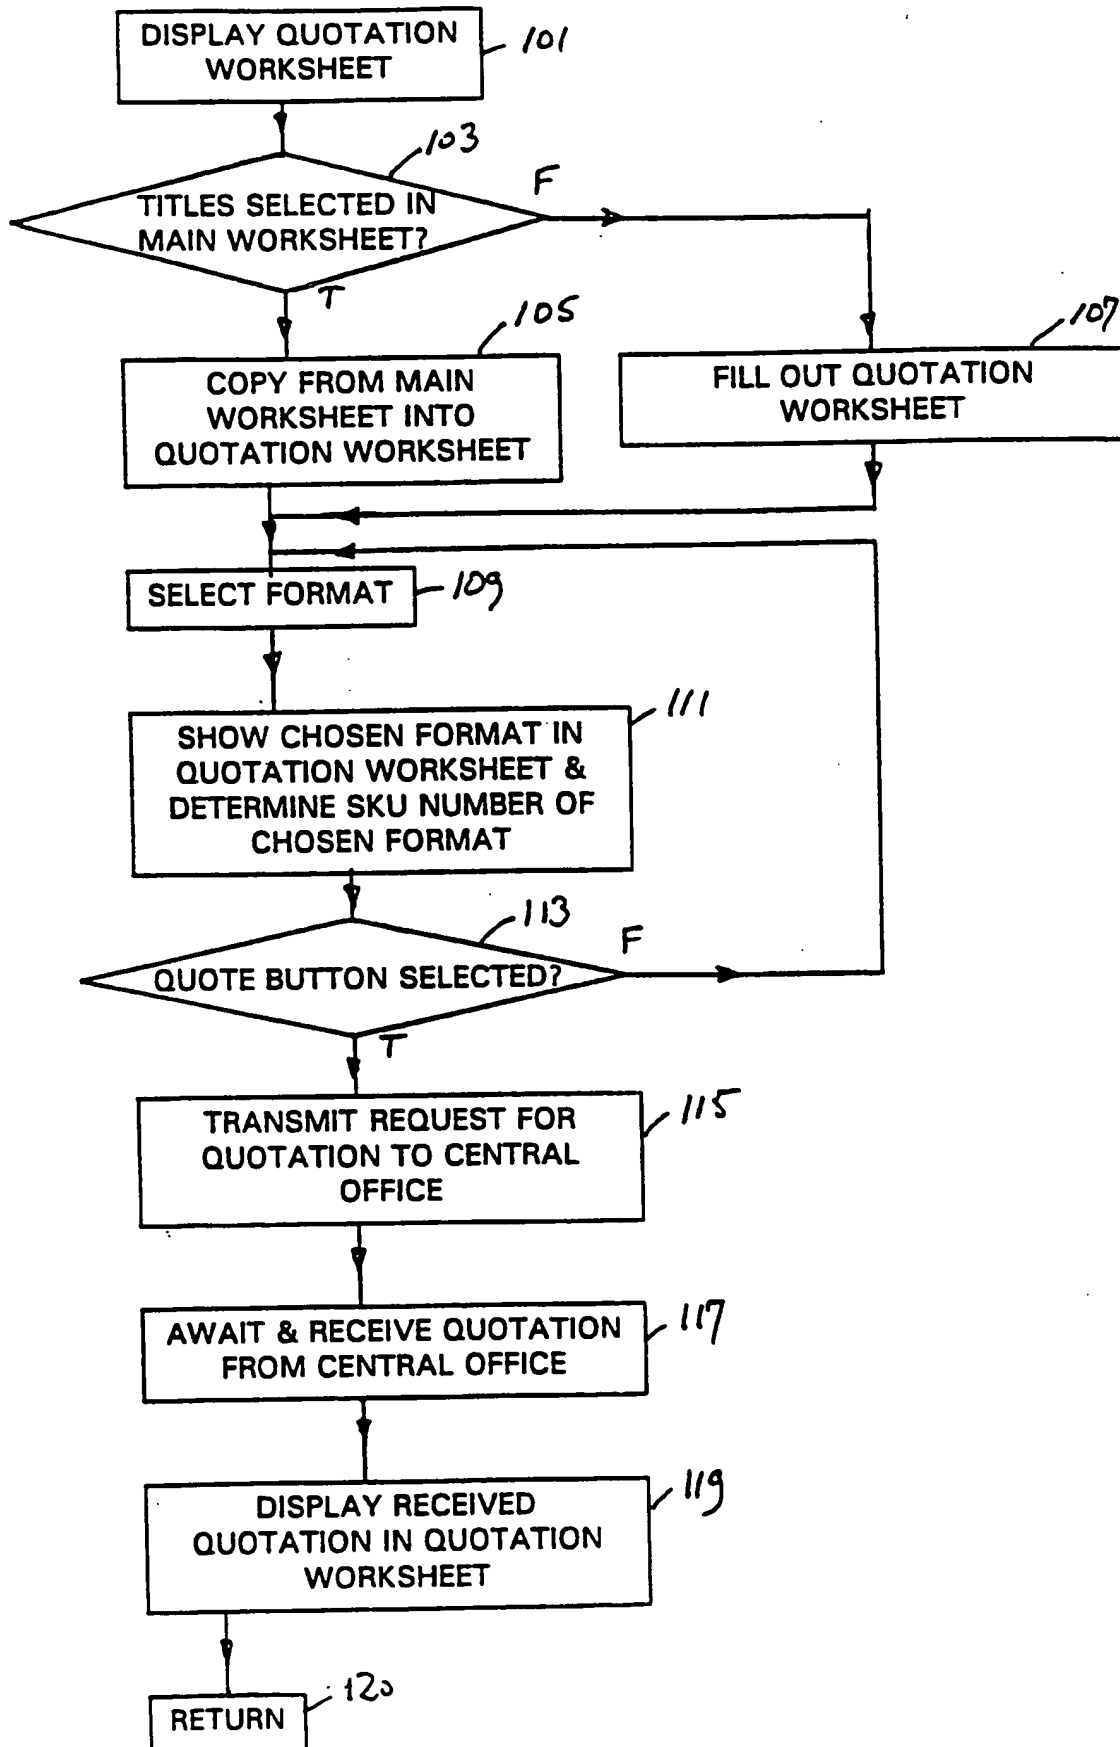 DISPLAY QUOTATION
WORKSHEET
101
103
TITLES SELECTED IN
MAIN WORKSHEET?
F
T
105
COPY FROM MAIN
WORKSHEET INTO
QUOTATION WORKSHEET
107
FILL OUT QUOTATION
WORKSHEET
SELECT FORMAT
109
111
SHOW CHOSEN FORMAT IN
QUOTATION WORKSHEET &
DETERMINE SKU NUMBER OF
CHOSEN FORMAT
113
QUOTE BUTTON SELECTED?
F
T
115
TRANSMIT REQUEST FOR
QUOTATION TO CENTRAL
OFFICE
117
AWAIT & RECEIVE QUOTATION
FROM CENTRAL OFFICE
119
DISPLAY RECEIVED
QUOTATION IN QUOTATION
WORKSHEET
120
RETURN